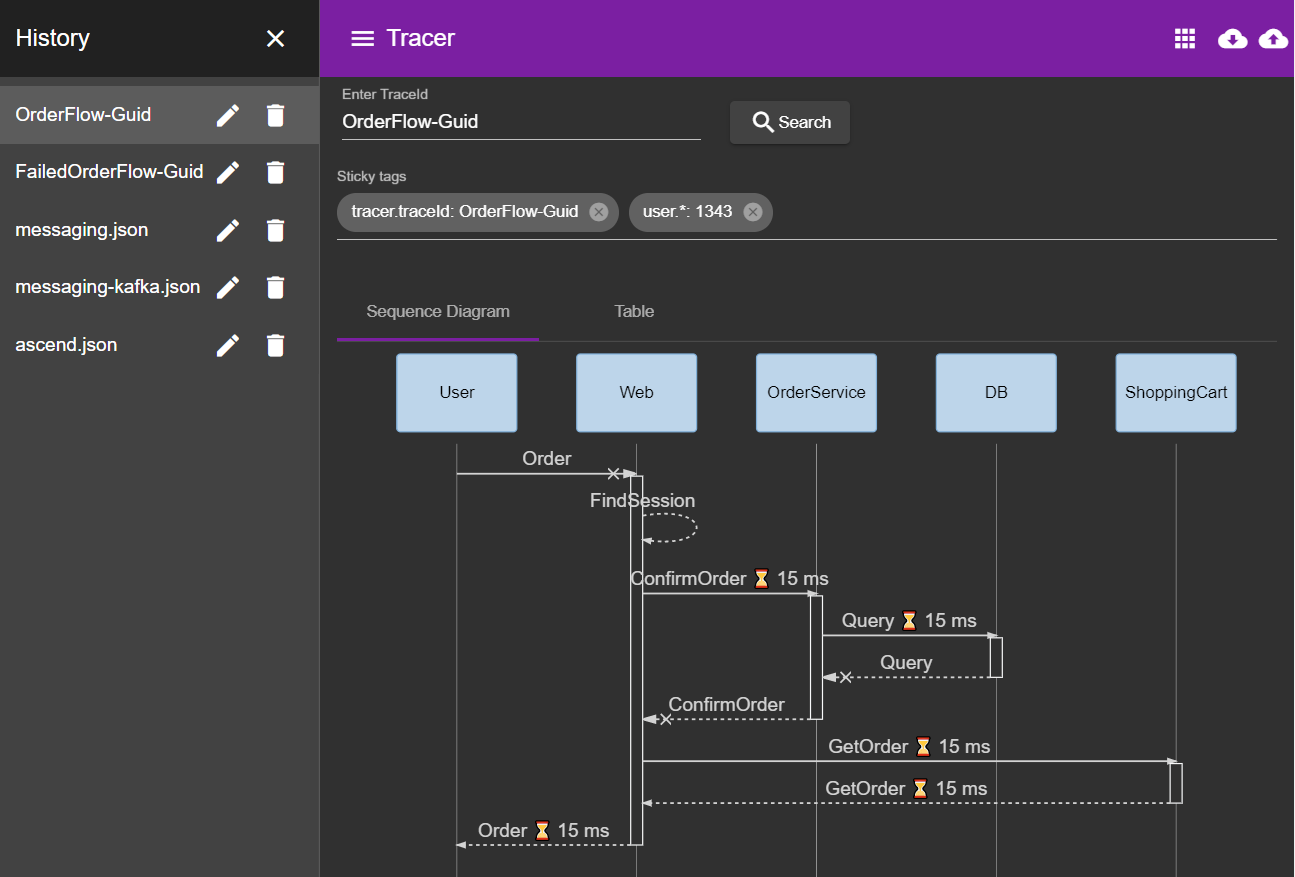 History
Tracer
OrderFlow-Guid
FailedOrderFlow-Guid
messaging.json
messaging-kafka.json
ascend.json
Enter TraceId
OrderFlow-Guid
Search
Sticky tags
tracer.traceId: OrderFlow-Guid
user.*: 1343
Sequence Diagram
Table
User
Web
OrderService
DB
ShoppingCart
Order
FindSession
ConfirmOrder ⏳ 15 ms
Query ⏳ 15 ms
Query
ConfirmOrder
GetOrder ⏳ 15 ms
GetOrder ⏳ 15 ms
Order ⏳ 15 ms